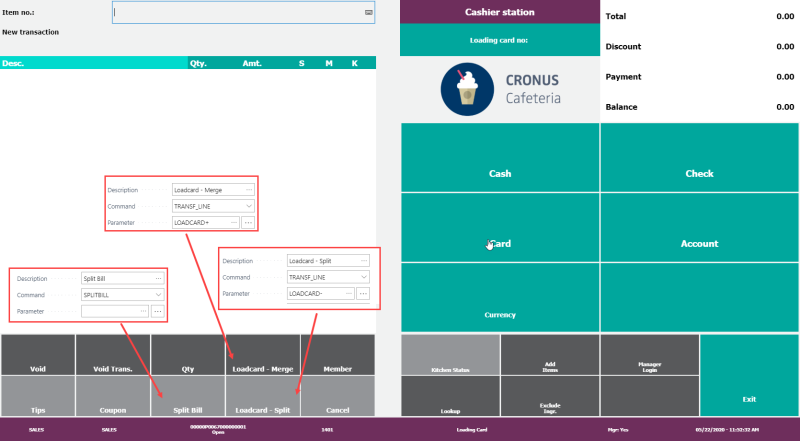 Item no.:
New transaction
Desc. Qty. Amt. S M K
Cashier station
Loading card no:
CRONUS
Cafeteria
Total 0.00
Discount 0.00
Payment 0.00
Balance 0.00
Cash
Check
Card
Account
Currency
Description Loadcard - Merge
Command TRANSF_LINE
Parameter LOADCARD+
Description Loadcard - Split
Command TRANSF_LINE
Parameter LOADCARD-
Description Split Bill
Command SPLITBILL
Parameter
Void Void Trans. Qty Loadcard - Merge Member
Tips Coupon Split Bill Loadcard - Split Cancel
Kitchen Status
Add
Items
Manager
Login
Lookup
Exclude
Ingr.
Exit
SALES SALES 00000P0067000000001 1401 Loading Card Mgr: Yes 05/22/2020 - 11:52:32 AM
Open